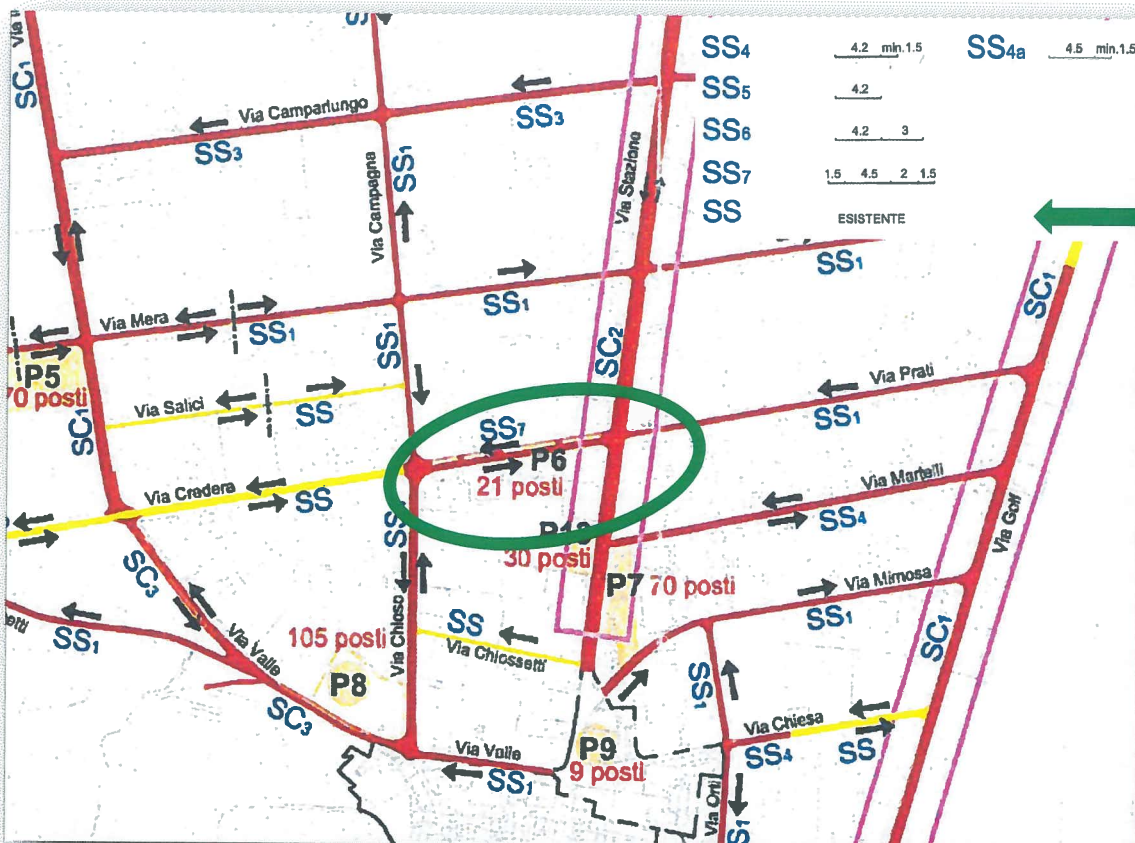 SC1
SS4
4.2 min.1.5
SS4a
4.5 min.1.5
SS5
4.2
SS6
4.2 3
SS7
1.5 4.5 2 1.5
SS
ESISTENTE
Via Camparlungo
SS3
SS3
SS1
Via Campagna
Via Stazione
SS1
SC1
Via Mera
SS1
SS1
SS1
SC2
P5
70 posti
Via Salici
SS
SC1
Via Prati
SS1
SS7
P6
21 posti
Via Credera
SS
Via Martelli
SS4
Via Golf
30 posti
P7 70 posti
SC3
Via Mimosa
SS1
SS1
Via Valle
105 posti
Via Chioso
SS
Via Chiossetti
SS1
SC1
P8
SC3
Via Chiesa
SS4
SS
P9
9 posti
Via Valle
SS1
Via Orti